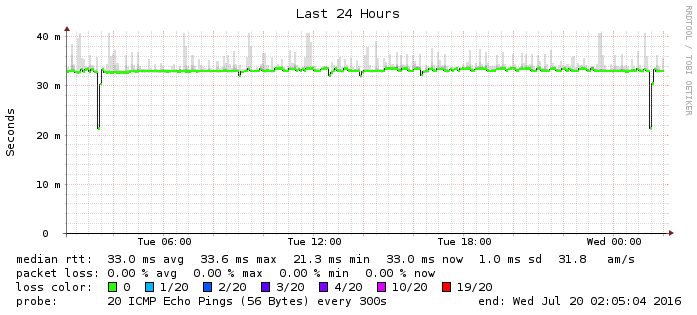 Last 24 Hours
RRDTOOL / TOBI OETIKER
Seconds
40 m
30 m
20 m
10 m
0
Tue 06:00 Tue 12:00 Tue 18:00 Wed 00:00
median rtt: 33.0 ms avg 33.6 ms max 21.3 ms min 33.0 ms now 1.0 ms sd 31.8 am/s
packet loss: 0.00 % avg 0.00 % max 0.00 % min 0.00 % now
loss color: 0 1/20 2/20 3/20 4/20 10/20 19/20
probe: 20 ICMP Echo Pings (56 Bytes) every 300s end: Wed Jul 20 02:05:04 2016